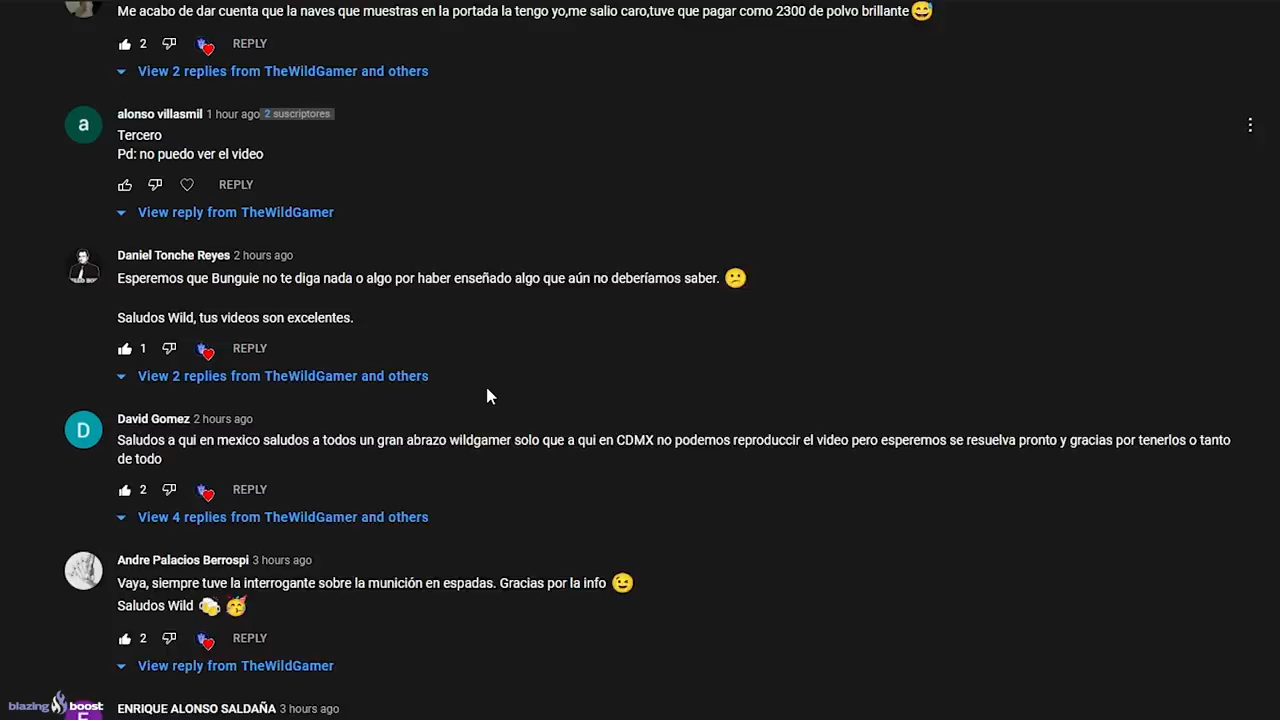 Me acabo de dar cuenta que la naves que muestras en la portada la tengo yo,me salio caro,tuve que pagar como 2300 de polvo brillante😅
2 REPLY
View 2 replies from TheWildGamer and others
a
alonso villasmil 1 hour ago 2 suscriptores
Tercero
Pd: no puedo ver el video
REPLY
View reply from TheWildGamer
Daniel Tonche Reyes 2 hours ago
Esperemos que Bunguie no te diga nada o algo por haber enseñado algo que aún no deberíamos saber. 😕
Saludos Wild, tus videos son excelentes.
1 REPLY
View 2 replies from TheWildGamer and others
D
David Gomez 2 hours ago
Saludos a qui en mexico saludos a todos un gran abrazo wildgamer solo que a qui en CDMX no podemos reproduccir el video pero esperemos se resuelva pronto y gracias por tenerlos o tanto
de todo
2 REPLY
View 4 replies from TheWildGamer and others
Andre Palacios Berrospi 3 hours ago
Vaya, siempre tuve la interrogante sobre la munición en espadas. Gracias por la info 😉
Saludos Wild 🍻 🥳
2 REPLY
View reply from TheWildGamer
E
ENRIQUE ALONSO SALDAÑA 3 hours ago
blazing boost